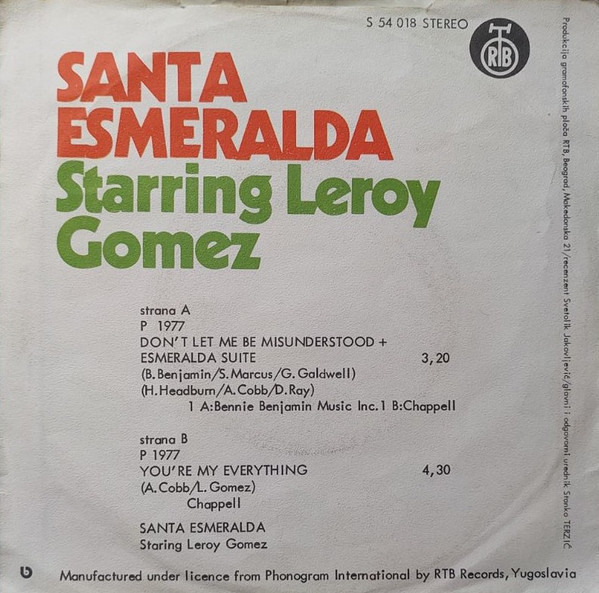 S 54 018 STEREO
RTB
SANTA
ESMERALDA
Starring Leroy
Gomez
strana A
P 1977
DON'T LET ME BE MISUNDERSTOOD +
ESMERALDA SUITE 3,20
(B. Benjamin/S. Marcus/G. Galdwell)
(H. Headburn/A. Cobb/D. Ray)
1 A: Bennie Benjamin Music Inc. 1 B: Chappell
strana B
P 1977
YOU'RE MY EVERYTHING 4,30
(A. Cobb/L. Gomez)
Chappell
SANTA ESMERALDA
Staring Leroy Gomez
Manufactured under licence from Phonogram International by RTB Records, Yugoslavia
Produkcija gramofonskih ploča RTB, Beograd, Makedonska 21/recenzent Svetolik Jakovljević/glavni i odgovorni urednik Stanko TERZIĆ